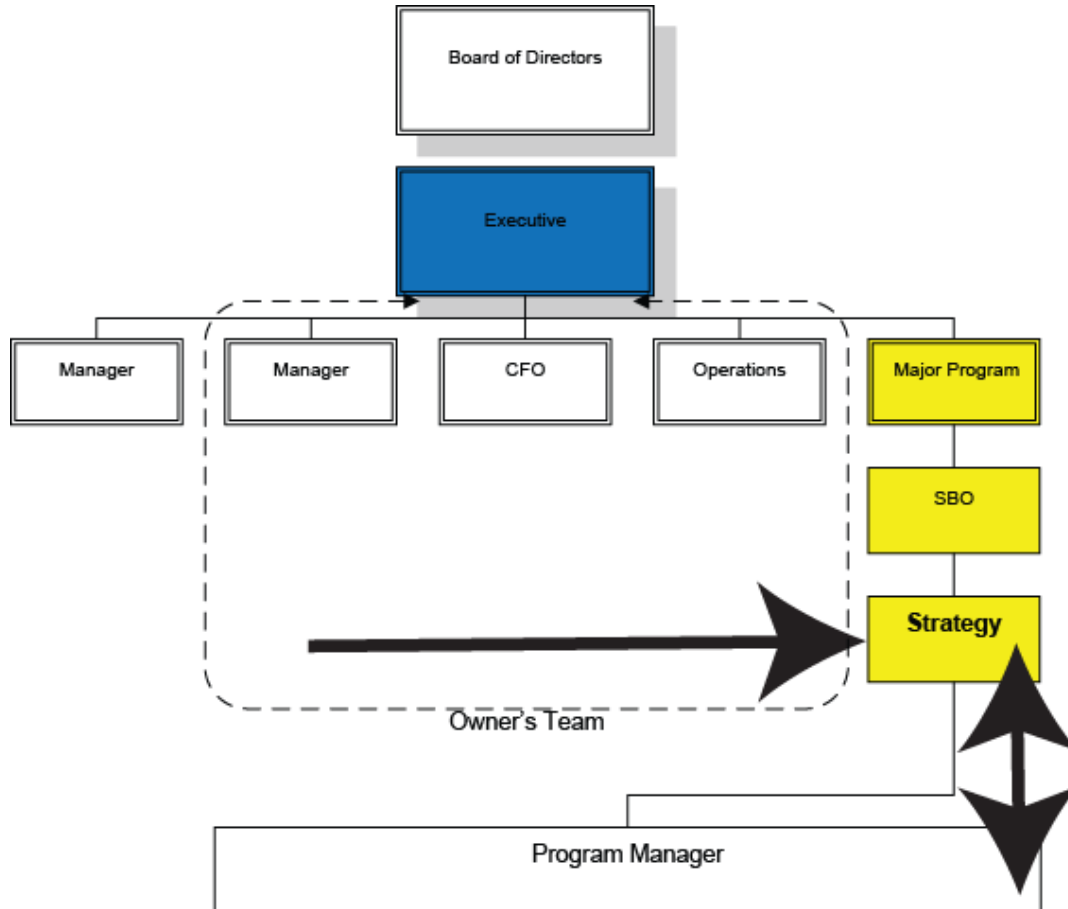 Board of Directors
Executive
Manager
Manager
CFO
Operations
Major Program
SBO
Strategy
Owner's Team
Program Manager